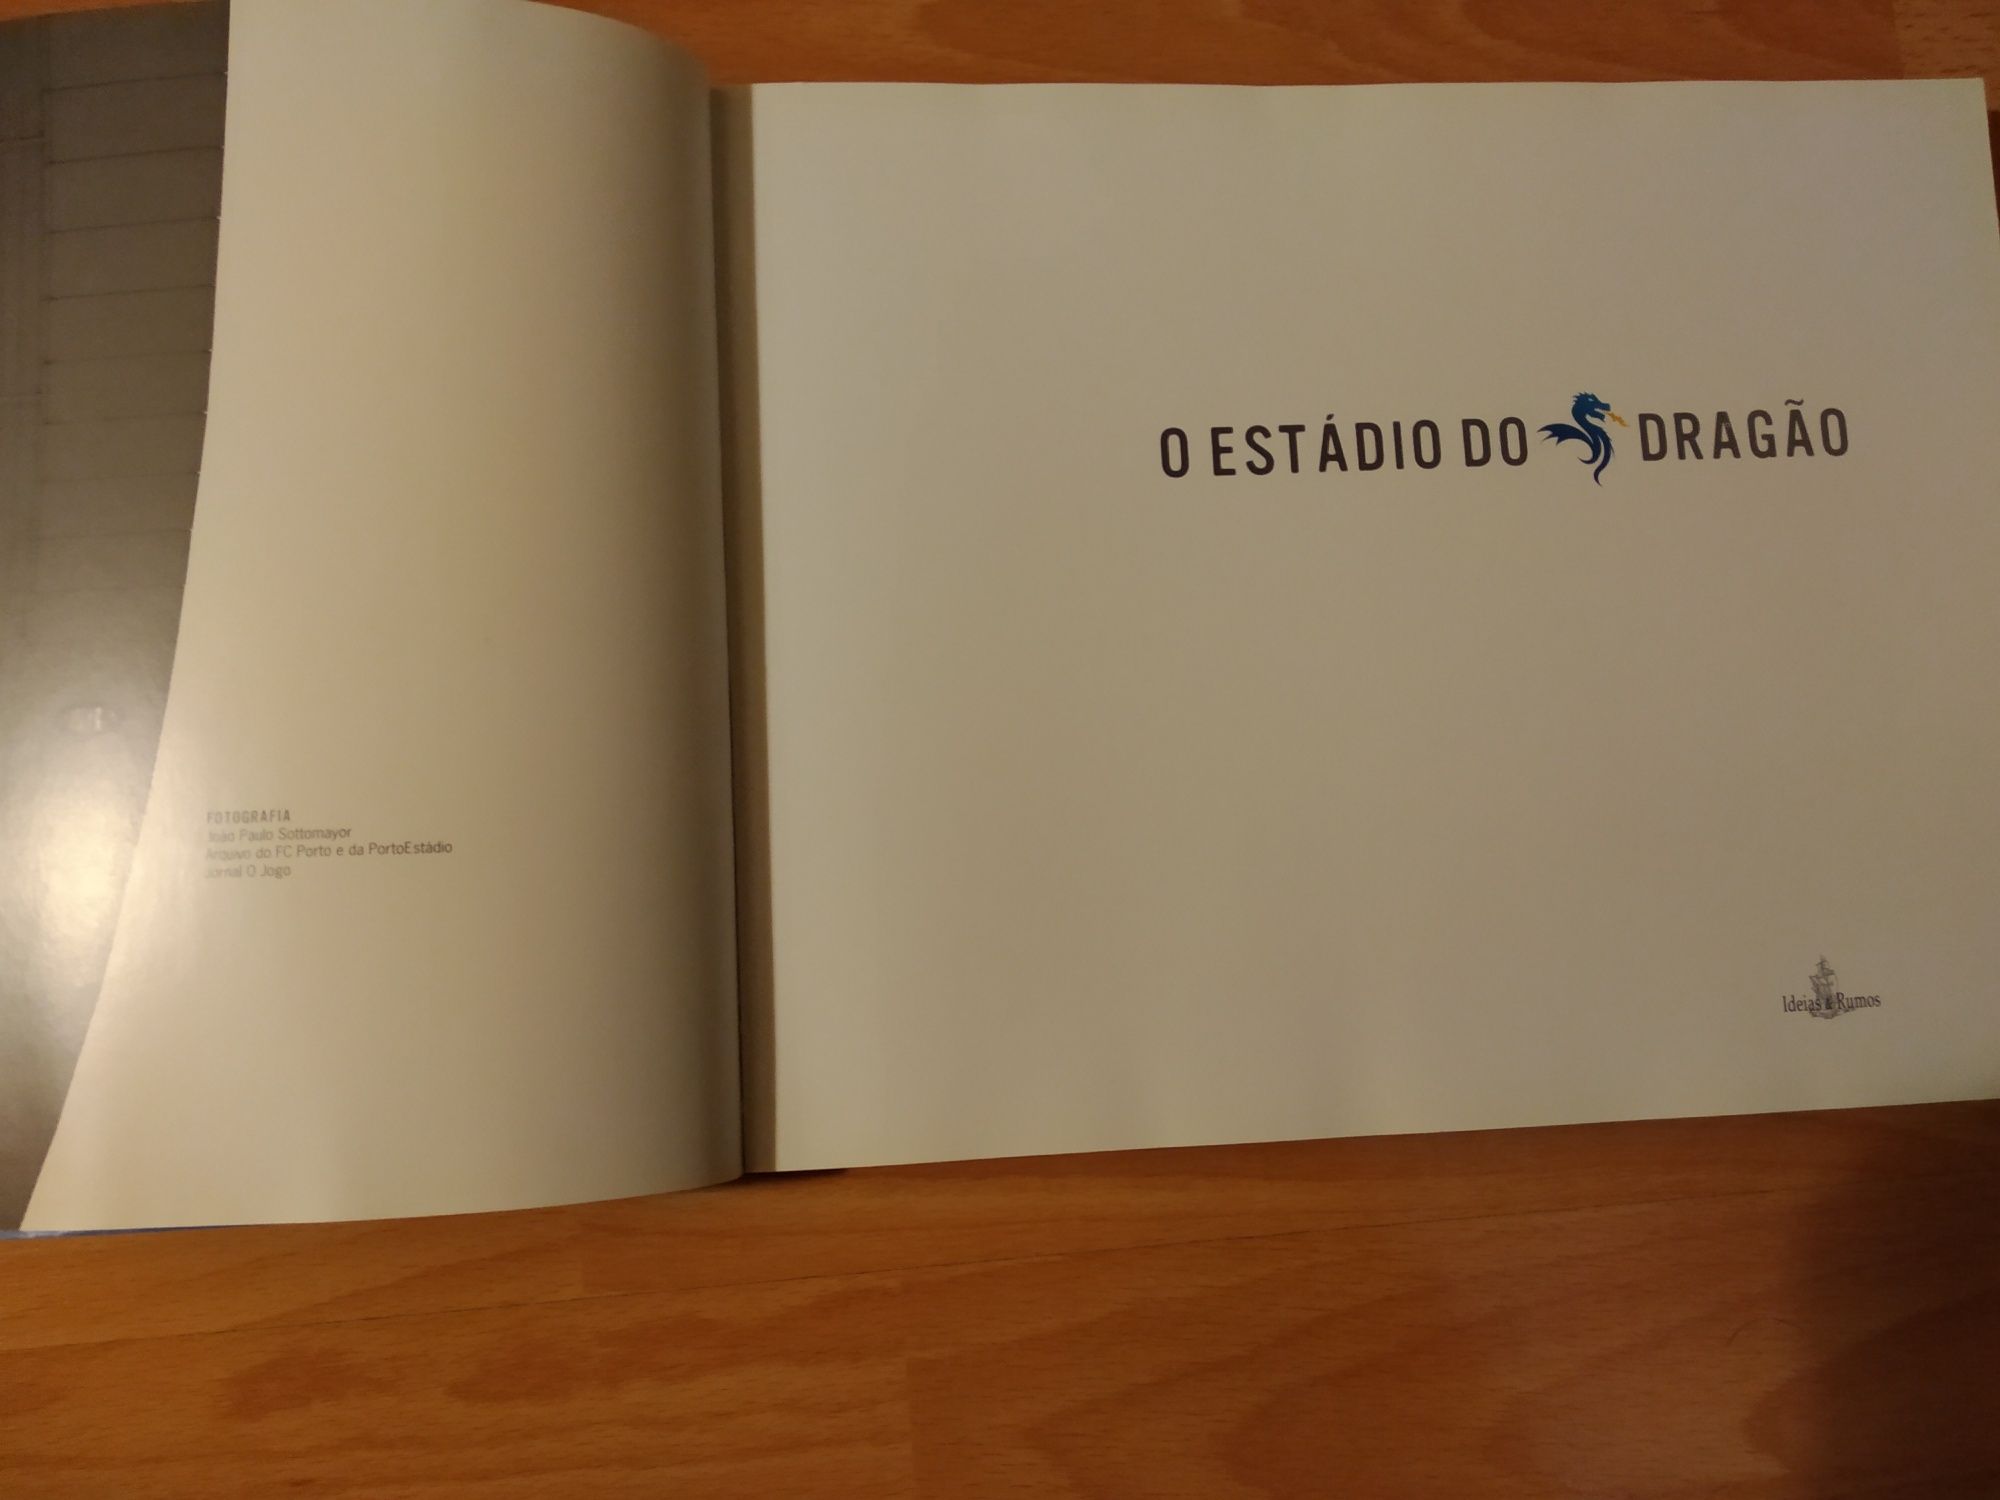 FOTOGRAFIA
João Paulo Sottomayor
Arquivo do FC Porto e da PortoEstádio
Jornal O Jogo
O ESTÁDIO DO DRAGÃO
Ideias & Rumos